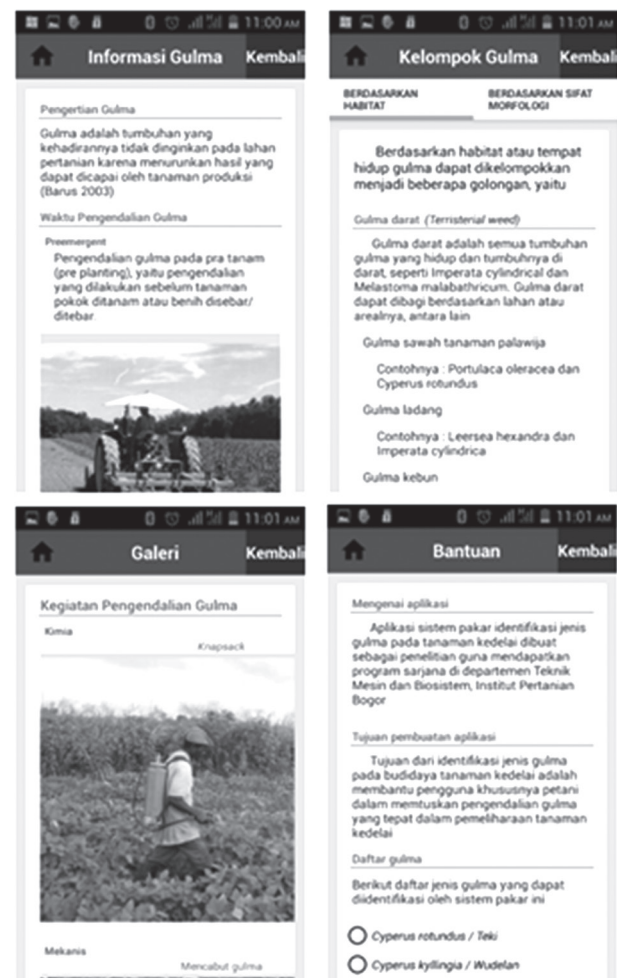 11:00 AM
Informasi Gulma Kembali
Pengertian Gulma
Gulma adalah tumbuhan yang
kehadirannya tidak dinginkan pada lahan
pertanian karena menurunkan hasil yang
dapat dicapai oleh tanaman produksi
(Barus 2003)
Waktu Pengendalian Gulma
Preemergent
Pengendalian gulma pada pra tanam
(pre planting), yaitu pengendalian
yang dilakukan sebelum tanaman
pokok ditanam atau benih disebar/
ditebar
11:01 AM
Kelompok Gulma Kembali
BERDASARKAN
HABITAT
BERDASARKAN SIFAT
MORFOLOGI
Berdasarkan habitat atau tempat
hidup gulma dapat dikelompokkan
menjadi beberapa golongan, yaitu
Gulma darat (Terristerial weed)
Gulma darat adalah semua tumbuhan
gulma yang hidup dan tumbuhnya di
darat, seperti Imperata cylindrical dan
Melastoma malabathricum. Gulma darat
dapat dibagi berdasarkan lahan atau
arealnya, antara lain
Gulma sawah tanaman palawija
Contohnya : Portulaca oleracea dan
Cyperus rotundus
Gulma ladang
Contohnya : Leersea hexandra dan
Imperata cylindrica
Gulma kebun
11:01 AM
Galeri Kembali
Kegiatan Pengendalian Gulma
Kimia
Knapsack
Mekanis
Mencabut gulma
11:01 AM
Bantuan Kembali
Mengenai aplikasi
Aplikasi sistem pakar identifikasi jenis
gulma pada tanaman kedelai dibuat
sebagai penelitian guna mendapatkan
program sarjana di departemen Teknik
Mesin dan Biosistem, Institut Pertanian
Bogor
Tujuan pembuatan aplikasi
Tujuan dari identifikasi jenis gulma
pada budidaya tanaman kedelai adalah
membantu pengguna khususnya petani
dalam memtuskan pengendalian gulma
yang tepat dalam pemeliharaan tanaman
kedelai
Daftar gulma
Berikut daftar jenis gulma yang dapat
diidentifikasi oleh sistem pakar ini
Cyperus rotundus / Teki
Cyperus kyllingia / Wudelan